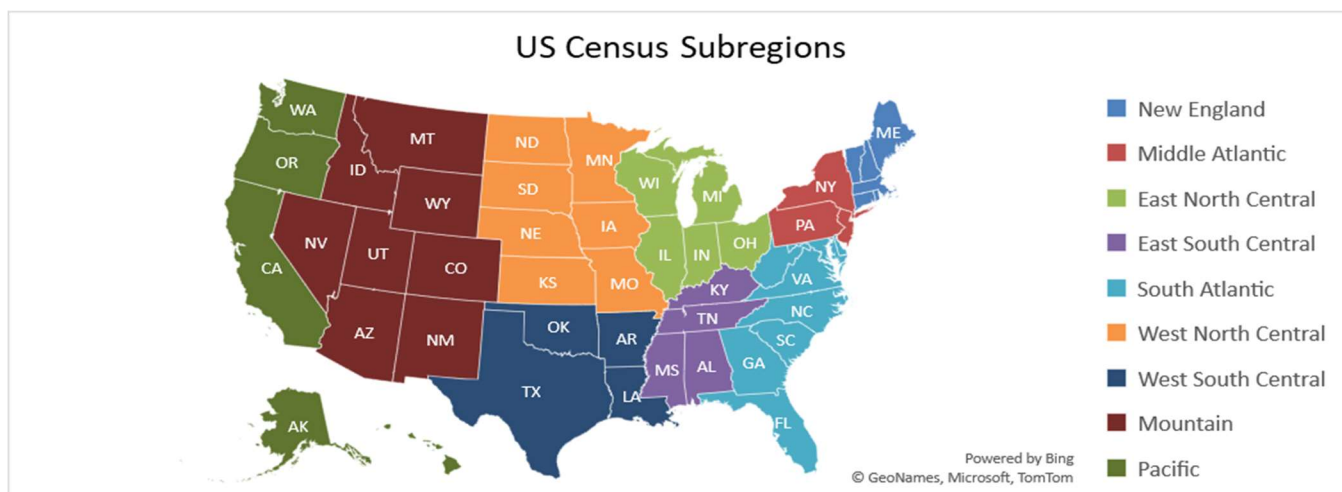 US Census Subregions
WA
MT
ND
MN
ME
OR
ID
SD
WI
MI
NY
WY
IA
PA
NE
NV
UT
CO
IL
IN
OH
CA
KS
MO
KY
VA
AZ
NM
OK
AR
TN
NC
SC
TX
MS
AL
GA
LA
FL
AK
New England
Middle Atlantic
East North Central
East South Central
South Atlantic
West North Central
West South Central
Mountain
Pacific
Powered by Bing
© GeoNames, Microsoft, TomTom